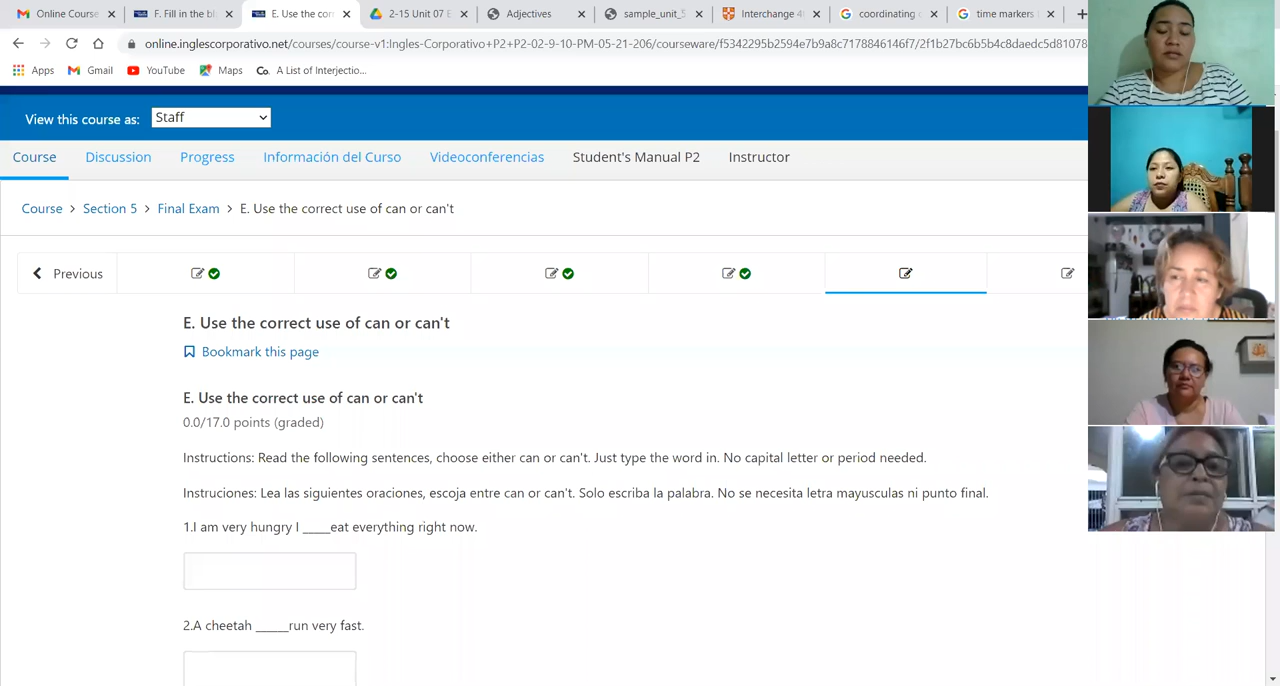 Online Course
F. Fill in the bl
E. Use the corr
2-15 Unit 07 E
Adjectives
sample_unit_5
Interchange 4
coordinating c
time markers
online.inglescorporativo.net/courses/course-v1:Ingles-Corporativo+P2+P2-02-9-10-PM-05-21-206/courseware/f5342295b2594e7b9a8c7178846146f7/2f1b27bc6b5b4c8daedc5d81078
Apps
Gmail
YouTube
Maps
Co. A List of Interjectio...
View this course as: Staff
Course
Discussion
Progress
Información del Curso
Videoconferencias
Student's Manual P2
Instructor
Course > Section 5 > Final Exam > E. Use the correct use of can or can't
Previous
E. Use the correct use of can or can't
Bookmark this page
E. Use the correct use of can or can't
0.0/17.0 points (graded)
Instructions: Read the following sentences, choose either can or can't. Just type the word in. No capital letter or period needed.
Instruciones: Lea las siguientes oraciones, escoja entre can or can't. Solo escriba la palabra. No se necesita letra mayusculas ni punto final.
1.I am very hungry I _____eat everything right now.
2.A cheetah ______run very fast.